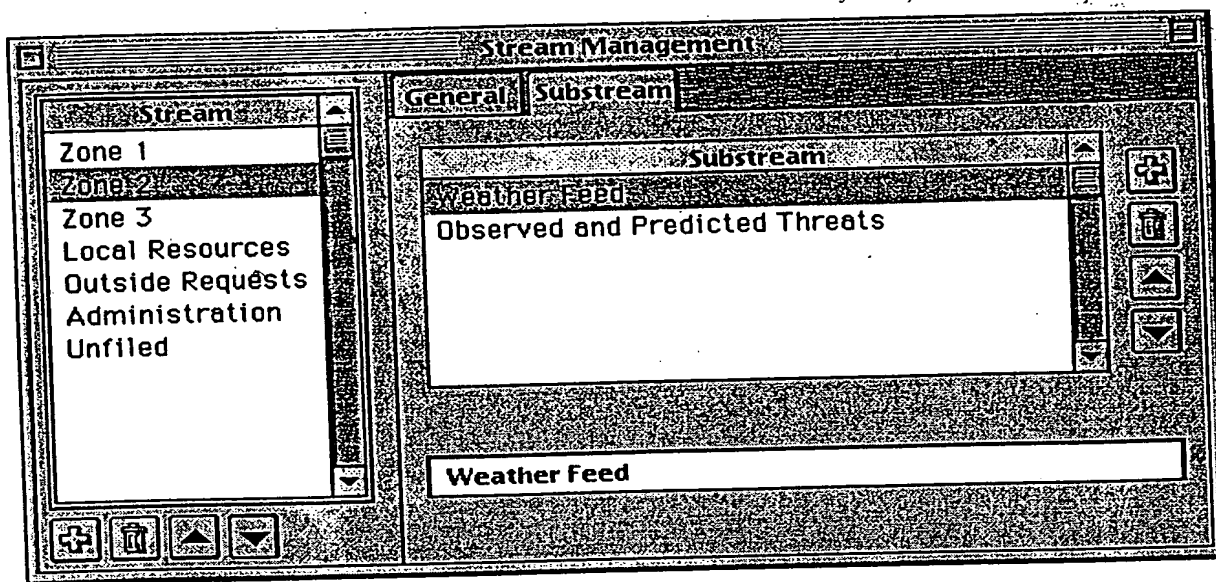 Stream Management
Stream
Zone 1
Zone 2
Zone 3
Local Resources
Outside Requests
Administration
Unfiled
General
Substream
Substream
Weather Feed
Observed and Predicted Threats
Weather Feed